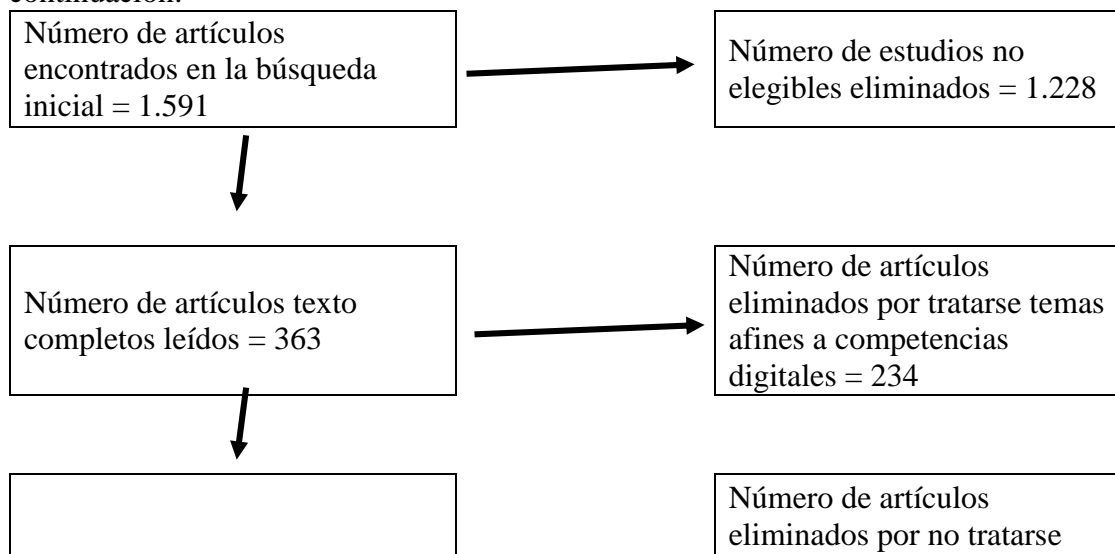 continuación.
Número de artículos
encontrados en la búsqueda
inicial = 1.591
Número de estudios no
elegibles eliminados = 1.228
Número de artículos texto
completos leídos = 363
Número de artículos
eliminados por tratarse temas
afines a competencias
digitales = 234
Número de artículos
eliminados por no tratarse